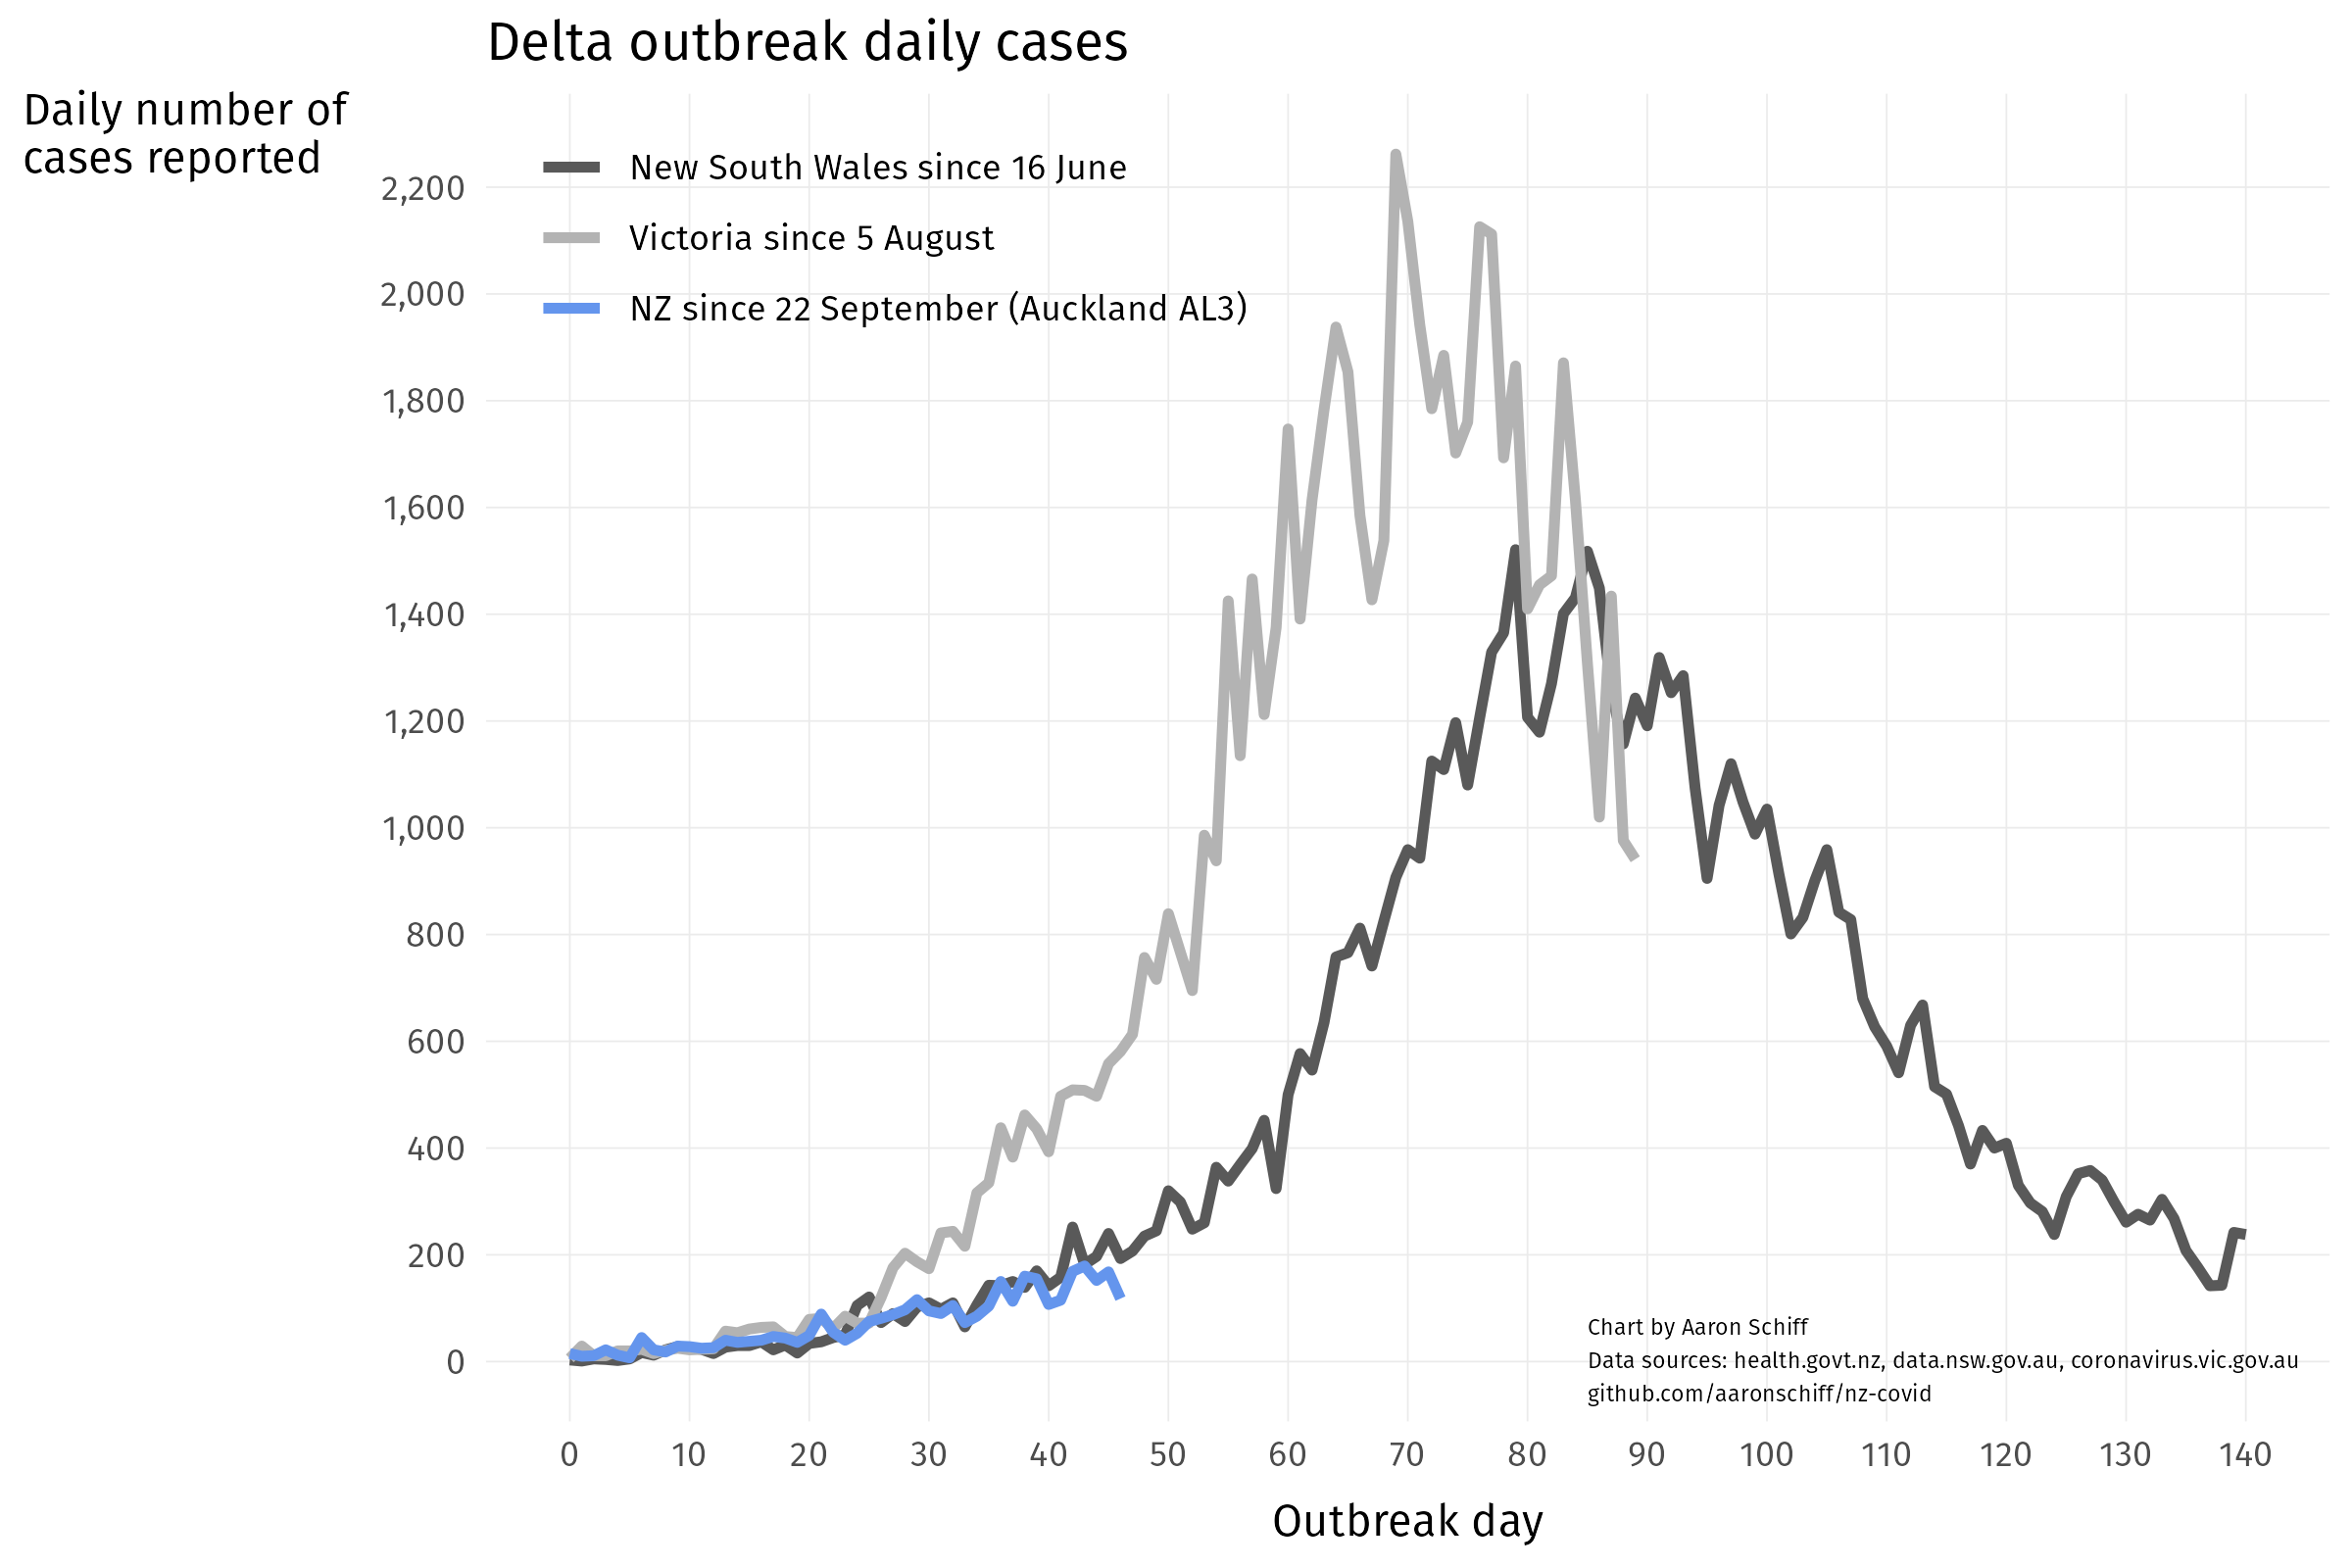 Delta outbreak daily cases
Daily number of
cases reported
New South Wales since 16 June
Victoria since 5 August
NZ since 22 September (Auckland AL3)
2,200
2,000
1,800
1,600
1,400
1,200
1,000
800
600
400
200
0
Chart by Aaron Schiff
Data sources: health.govt.nz, data.nsw.gov.au, coronavirus.vic.gov.au
github.com/aaronschiff/nz-covid
0 10 20 30 40 50 60 70 80 90 100 110 120 130 140
Outbreak day